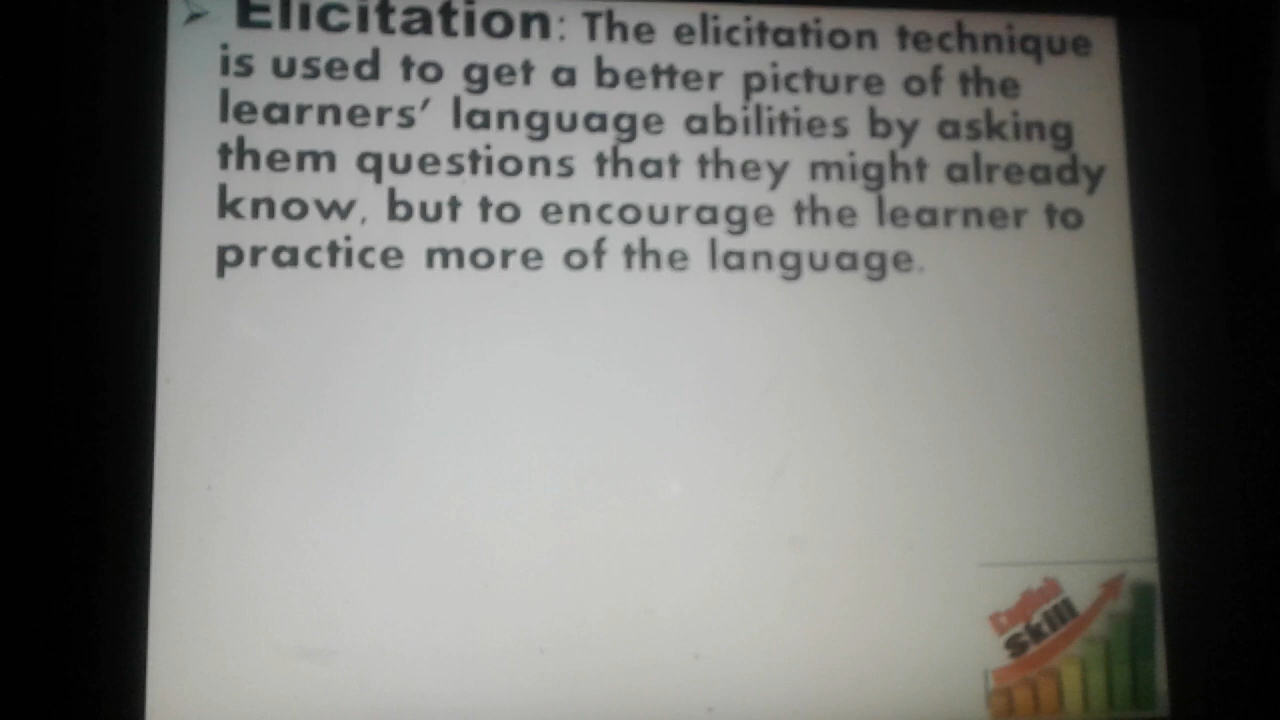 ➢ Elicitation: The elicitation technique
is used to get a better picture of the
learners' language abilities by asking
them questions that they might already
know, but to encourage the learner to
practice more of the language.
English
Skill